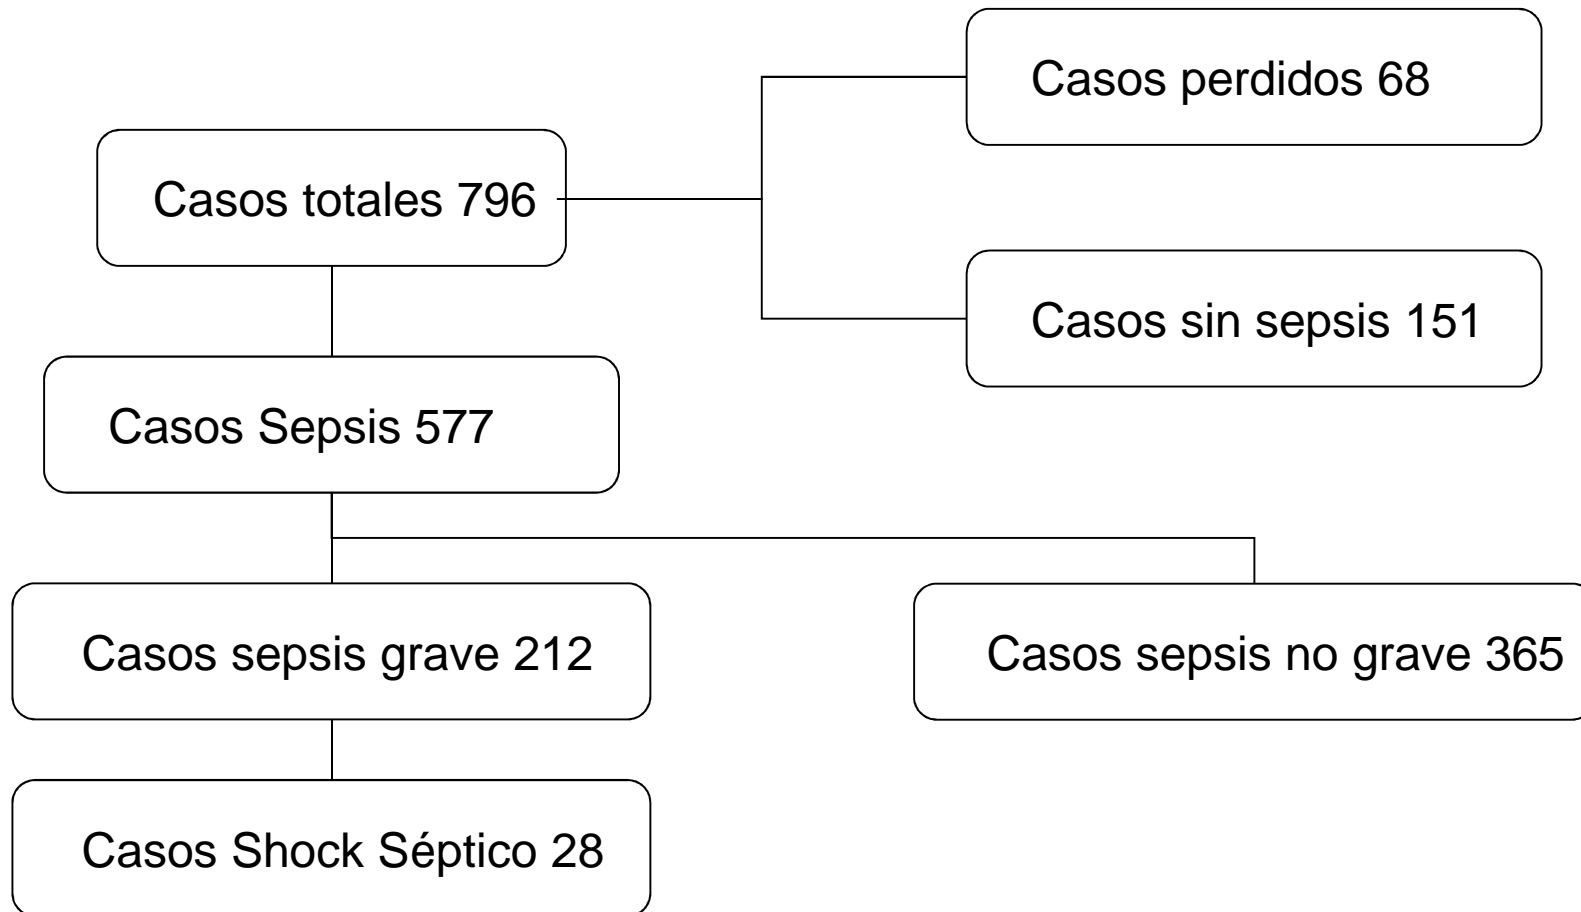 Casos perdidos 68
Casos totales 796
Casos sin sepsis 151
Casos Sepsis 577
Casos sepsis grave 212
Casos sepsis no grave 365
Casos Shock Séptico 28